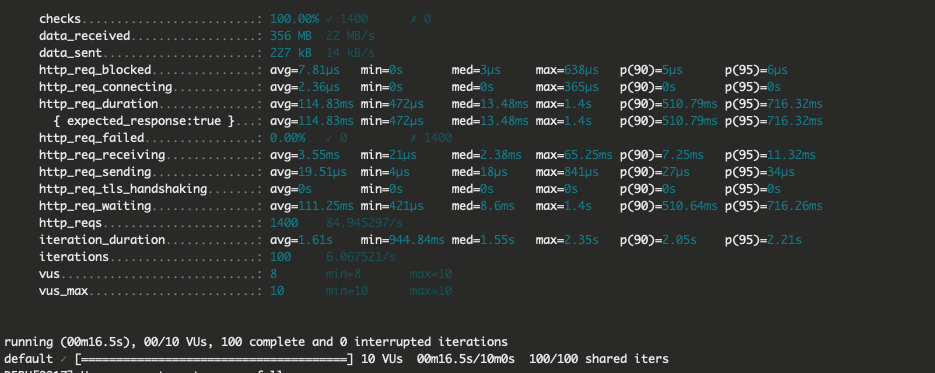 checks.........................: 100.00% ✓ 1400 ✗ 0
data_received..................: 356 MB 22 MB/s
data_sent......................: 227 kB 14 kB/s
http_req_blocked...............: avg=7.81µs min=0s med=3µs max=638µs p(90)=5µs p(95)=6µs
http_req_connecting............: avg=2.36µs min=0s med=0s max=365µs p(90)=0s p(95)=0s
http_req_duration..............: avg=114.83ms min=472µs med=13.48ms max=1.4s p(90)=510.79ms p(95)=716.32ms
{ expected_response:true }...: avg=114.83ms min=472µs med=13.48ms max=1.4s p(90)=510.79ms p(95)=716.32ms
http_req_failed................: 0.00% ✓ 0 ✗ 1400
http_req_receiving.............: avg=3.55ms min=21µs med=2.38ms max=65.25ms p(90)=7.25ms p(95)=11.32ms
http_req_sending...............: avg=19.51µs min=4µs med=18µs max=841µs p(90)=27µs p(95)=34µs
http_req_tls_handshaking.......: avg=0s min=0s med=0s max=0s p(90)=0s p(95)=0s
http_req_waiting...............: avg=111.25ms min=421µs med=8.6ms max=1.4s p(90)=510.64ms p(95)=716.26ms
http_reqs......................: 1400 84.945297/s
iteration_duration.............: avg=1.61s min=944.84ms med=1.55s max=2.35s p(90)=2.05s p(95)=2.21s
iterations.....................: 100 6.067521/s
vus............................: 8 min=8 max=10
vus_max........................: 10 min=10 max=10
running (00m16.5s), 00/10 VUs, 100 complete and 0 interrupted iterations
default ✓ [======================================] 10 VUs 00m16.5s/10m0s 100/100 shared iters